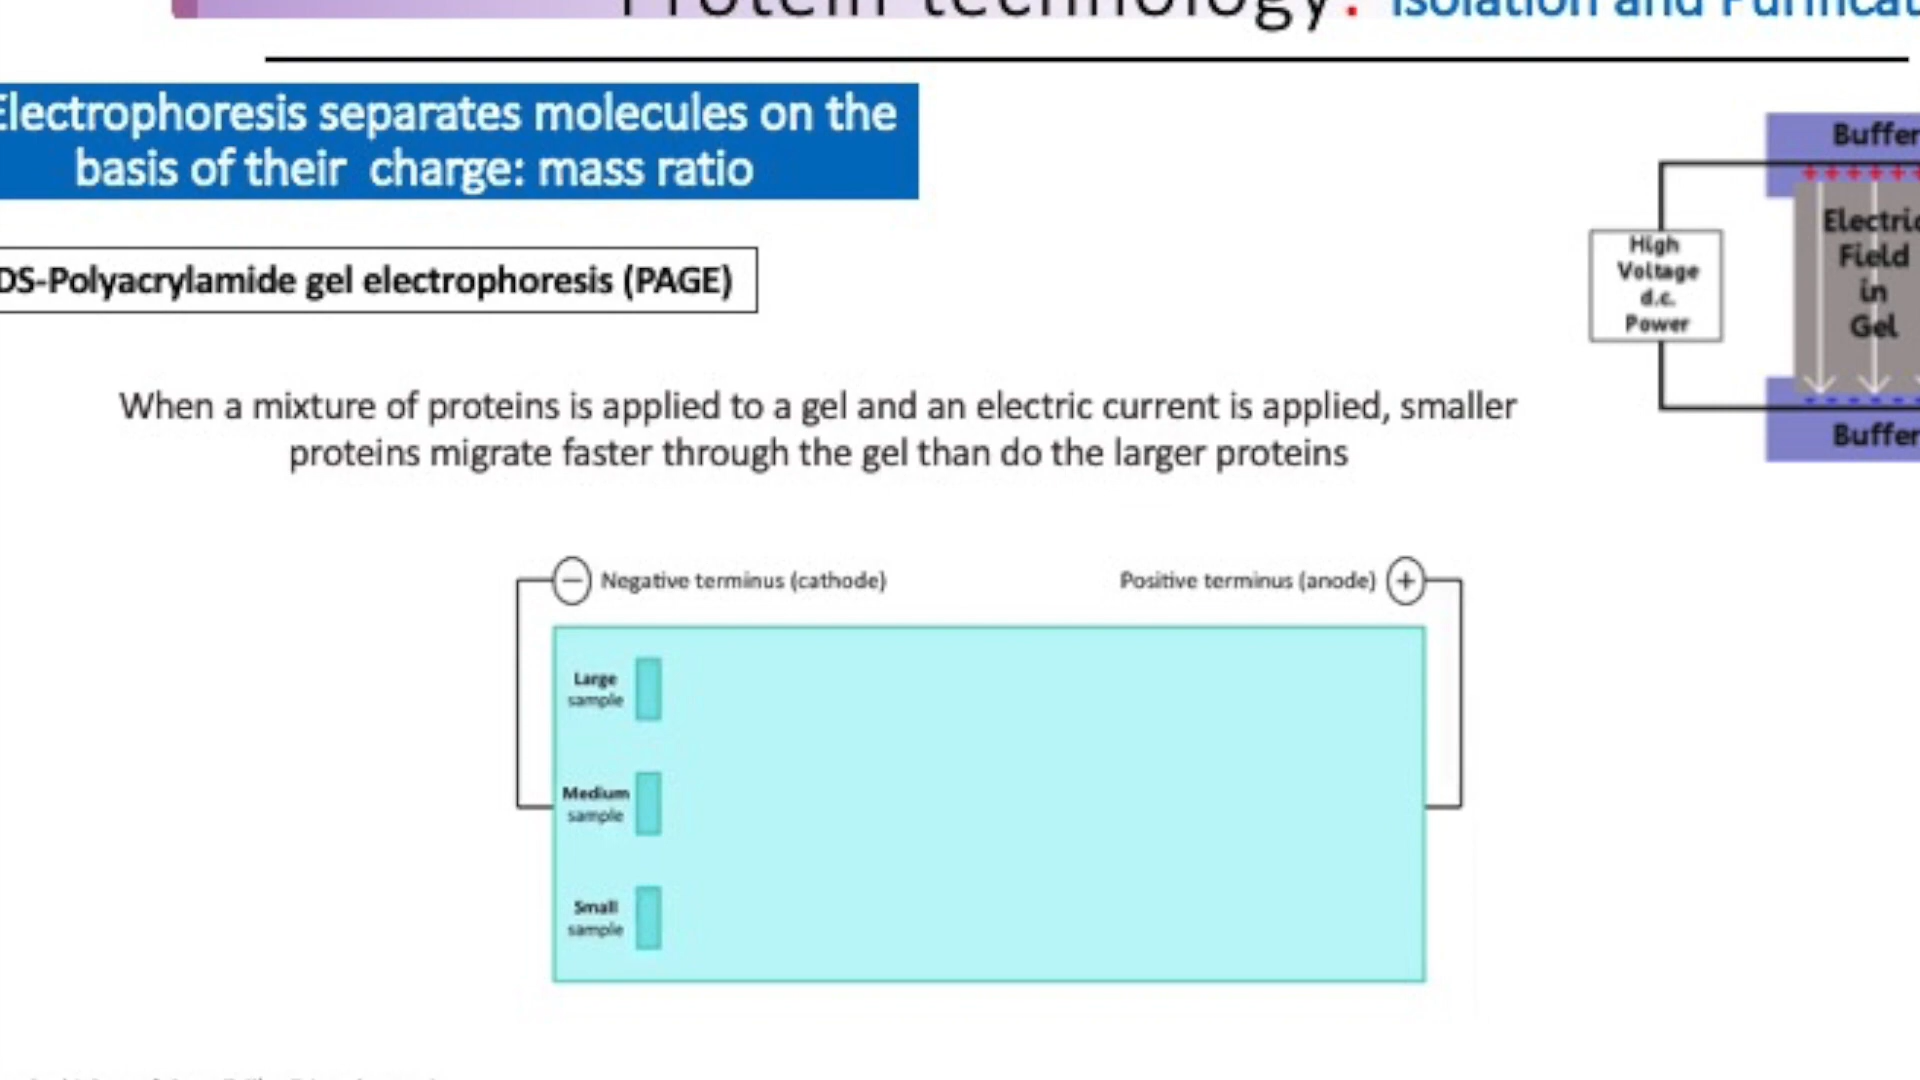 Protein technology: Isolation and Purificat
Electrophoresis separates molecules on the
basis of their charge: mass ratio
DS-Polyacrylamide gel electrophoresis (PAGE)
When a mixture of proteins is applied to a gel and an electric current is applied, smaller
proteins migrate faster through the gel than do the larger proteins
Buffer
+ + + + + +
High
Voltage
d.c.
Power
Electric
Field
in
Gel
- - - - - -
Buffer
− Negative terminus (cathode)
Positive terminus (anode) +
Large
sample
Medium
sample
Small
sample